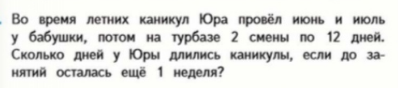 Во время летних каникул Юра провёл июнь и июль
у бабушки, потом на турбазе 2 смены по 12 дней.
Сколько дней у Юры длились каникулы, если до за-
нятий осталась ещё 1 неделя?